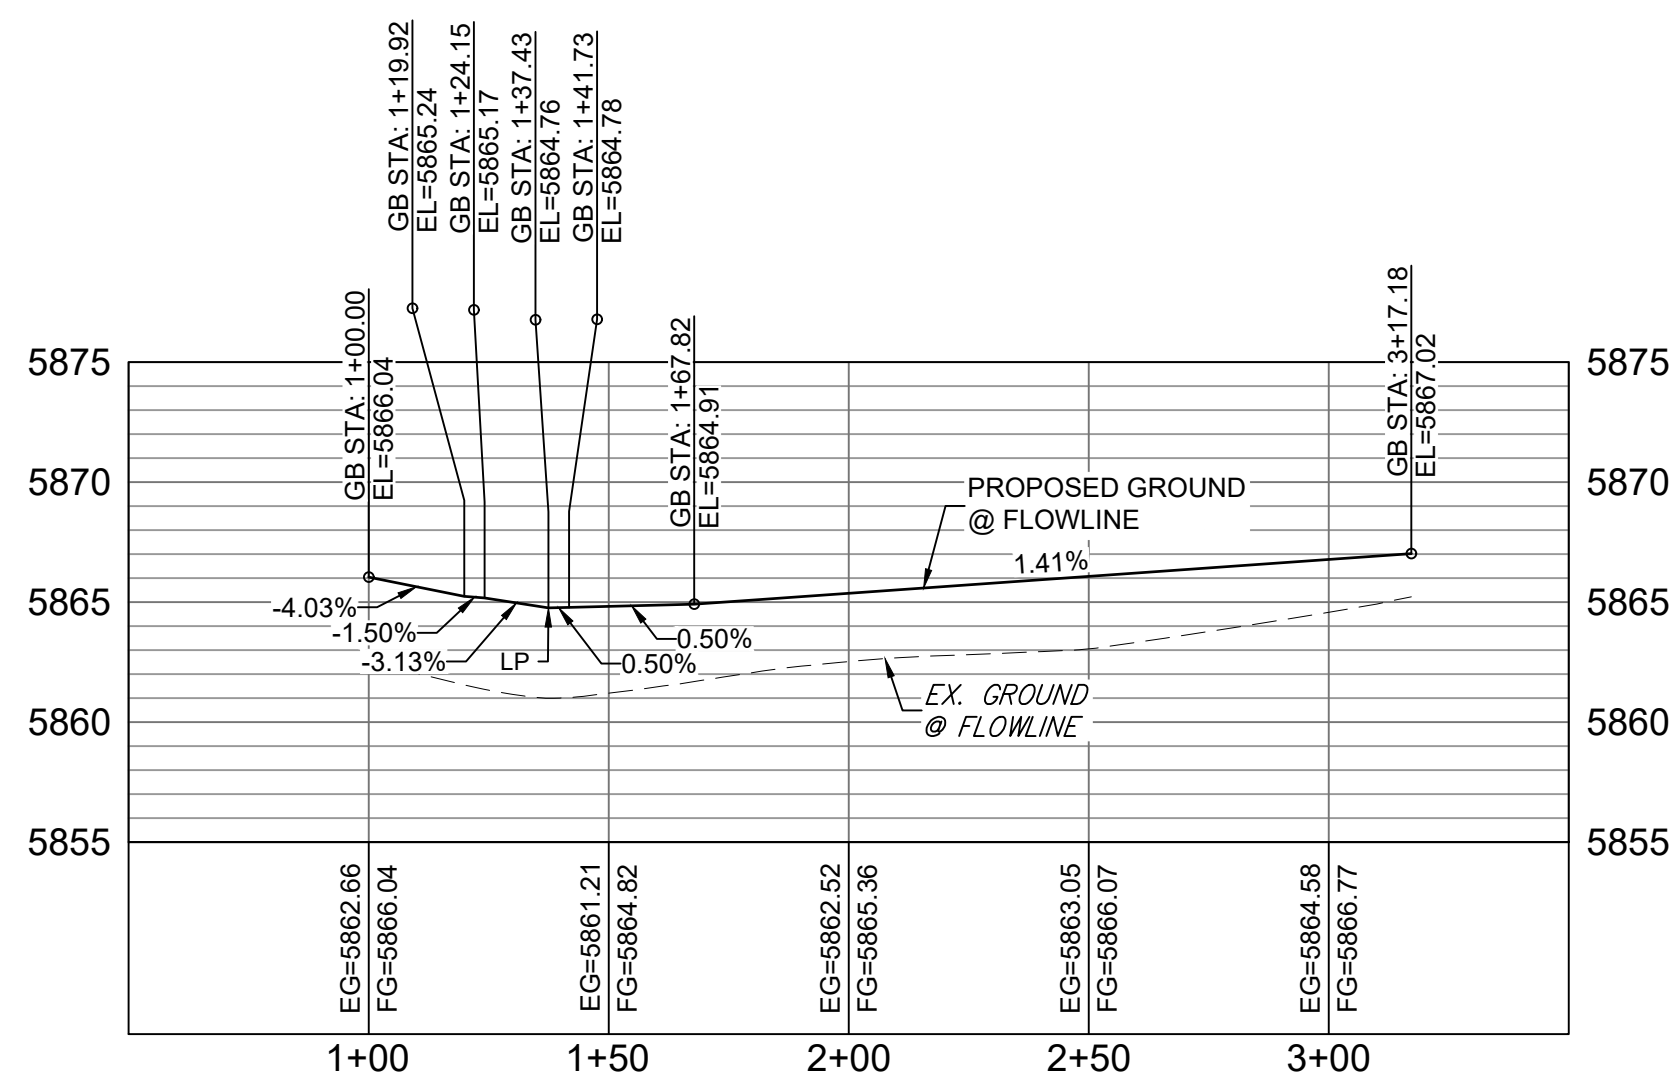 GB STA: 1+19.92
EL=5865.24
GB STA: 1+24.15
EL=5865.17
GB STA: 1+37.43
EL=5864.76
GB STA: 1+41.73
EL=5864.78
GB STA: 1+00.00
EL=5866.04
GB STA: 1+67.82
EL=5864.91
GB STA: 3+17.18
EL=5867.02
5875
5875
5870
5870
PROPOSED GROUND
@ FLOWLINE
1.41%
5865
5865
-4.03%
-1.50%
-3.13%
LP
0.50%
0.50%
EX. GROUND
@ FLOWLINE
5860
5860
5855
5855
EG=5862.66
FG=5866.04
EG=5861.21
FG=5864.82
EG=5862.52
FG=5865.36
EG=5863.05
FG=5866.07
EG=5864.58
FG=5866.77
1+00
1+50
2+00
2+50
3+00